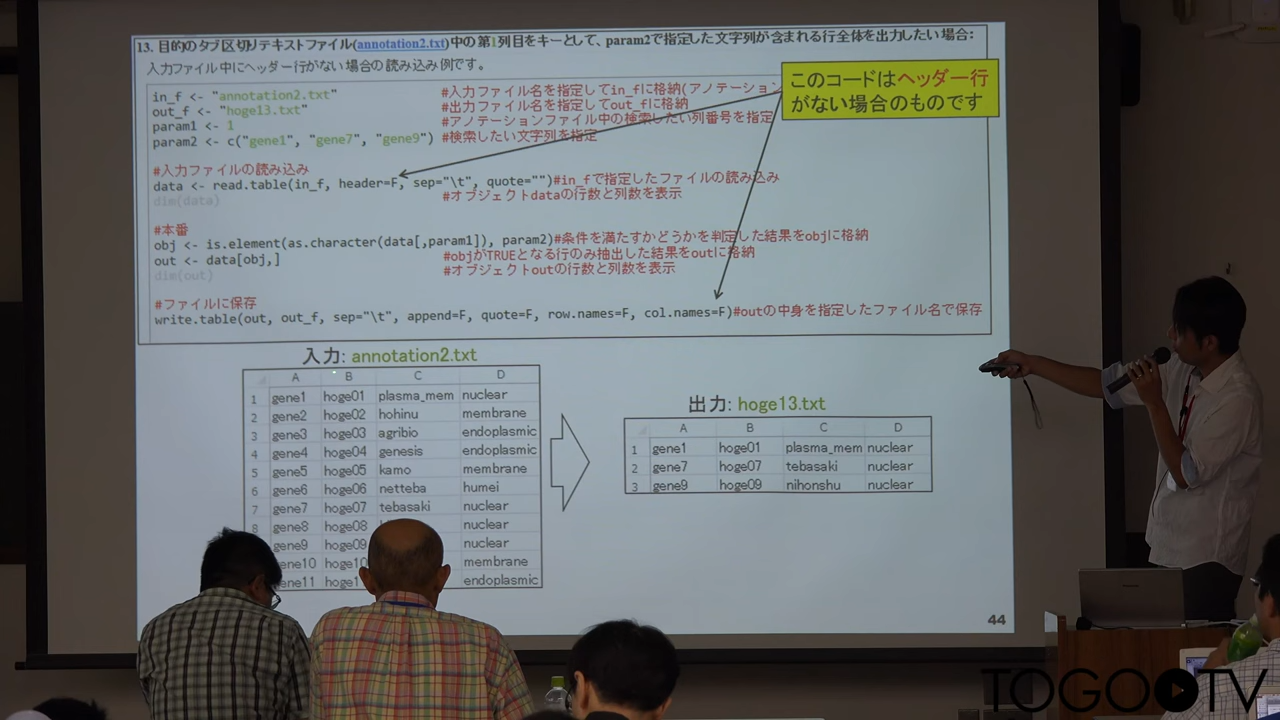 13. 目的のタブ区切りテキストファイル(annotation2.txt)中の第1列目をキーとして、param2で指定した文字列が含まれる行全体を出力したい場合:
入力ファイル中にヘッダー行がない場合の読み込み例です。
このコードはヘッダー行
がない場合のものです
in_f <- "annotation2.txt" #入力ファイル名を指定してin_fに格納(アノテーション
out_f <- "hoge13.txt" #出力ファイル名を指定してout_fに格納
param1 <- 1 #アノテーションファイル中の検索したい列番号を指定
param2 <- c("gene1", "gene7", "gene9") #検索したい文字列を指定
#入力ファイルの読み込み
data <- read.table(in_f, header=F, sep="\t", quote="")#in_fで指定したファイルの読み込み
dim(data) #オブジェクトdataの行数と列数を表示
#本番
obj <- is.element(as.character(data[,param1]), param2)#条件を満たすかどうかを判定した結果をobjに格納
out <- data[obj,] #objがTRUEとなる行のみ抽出した結果をoutに格納
dim(out) #オブジェクトoutの行数と列数を表示
#ファイルに保存
write.table(out, out_f, sep="\t", append=F, quote=F, row.names=F, col.names=F)#outの中身を指定したファイル名で保存
入力: annotation2.txt
A B C D
1 gene1 hoge01 plasma_mem nuclear
2 gene2 hoge02 hohinu membrane
3 gene3 hoge03 agribio endoplasmic
4 gene4 hoge04 genesis endoplasmic
5 gene5 hoge05 kamo membrane
6 gene6 hoge06 netteba humei
7 gene7 hoge07 tebasaki nuclear
8 gene8 hoge08 nuclear
gene9 hoge09 nuclear
gene10 hoge10 membrane
gene11 endoplasmic
出力: hoge13.txt
A B C D
1 gene1 hoge01 plasma_mem nuclear
2 gene7 hoge07 tebasaki nuclear
3 gene9 hoge09 nihonshu nuclear
44
TOGOTV